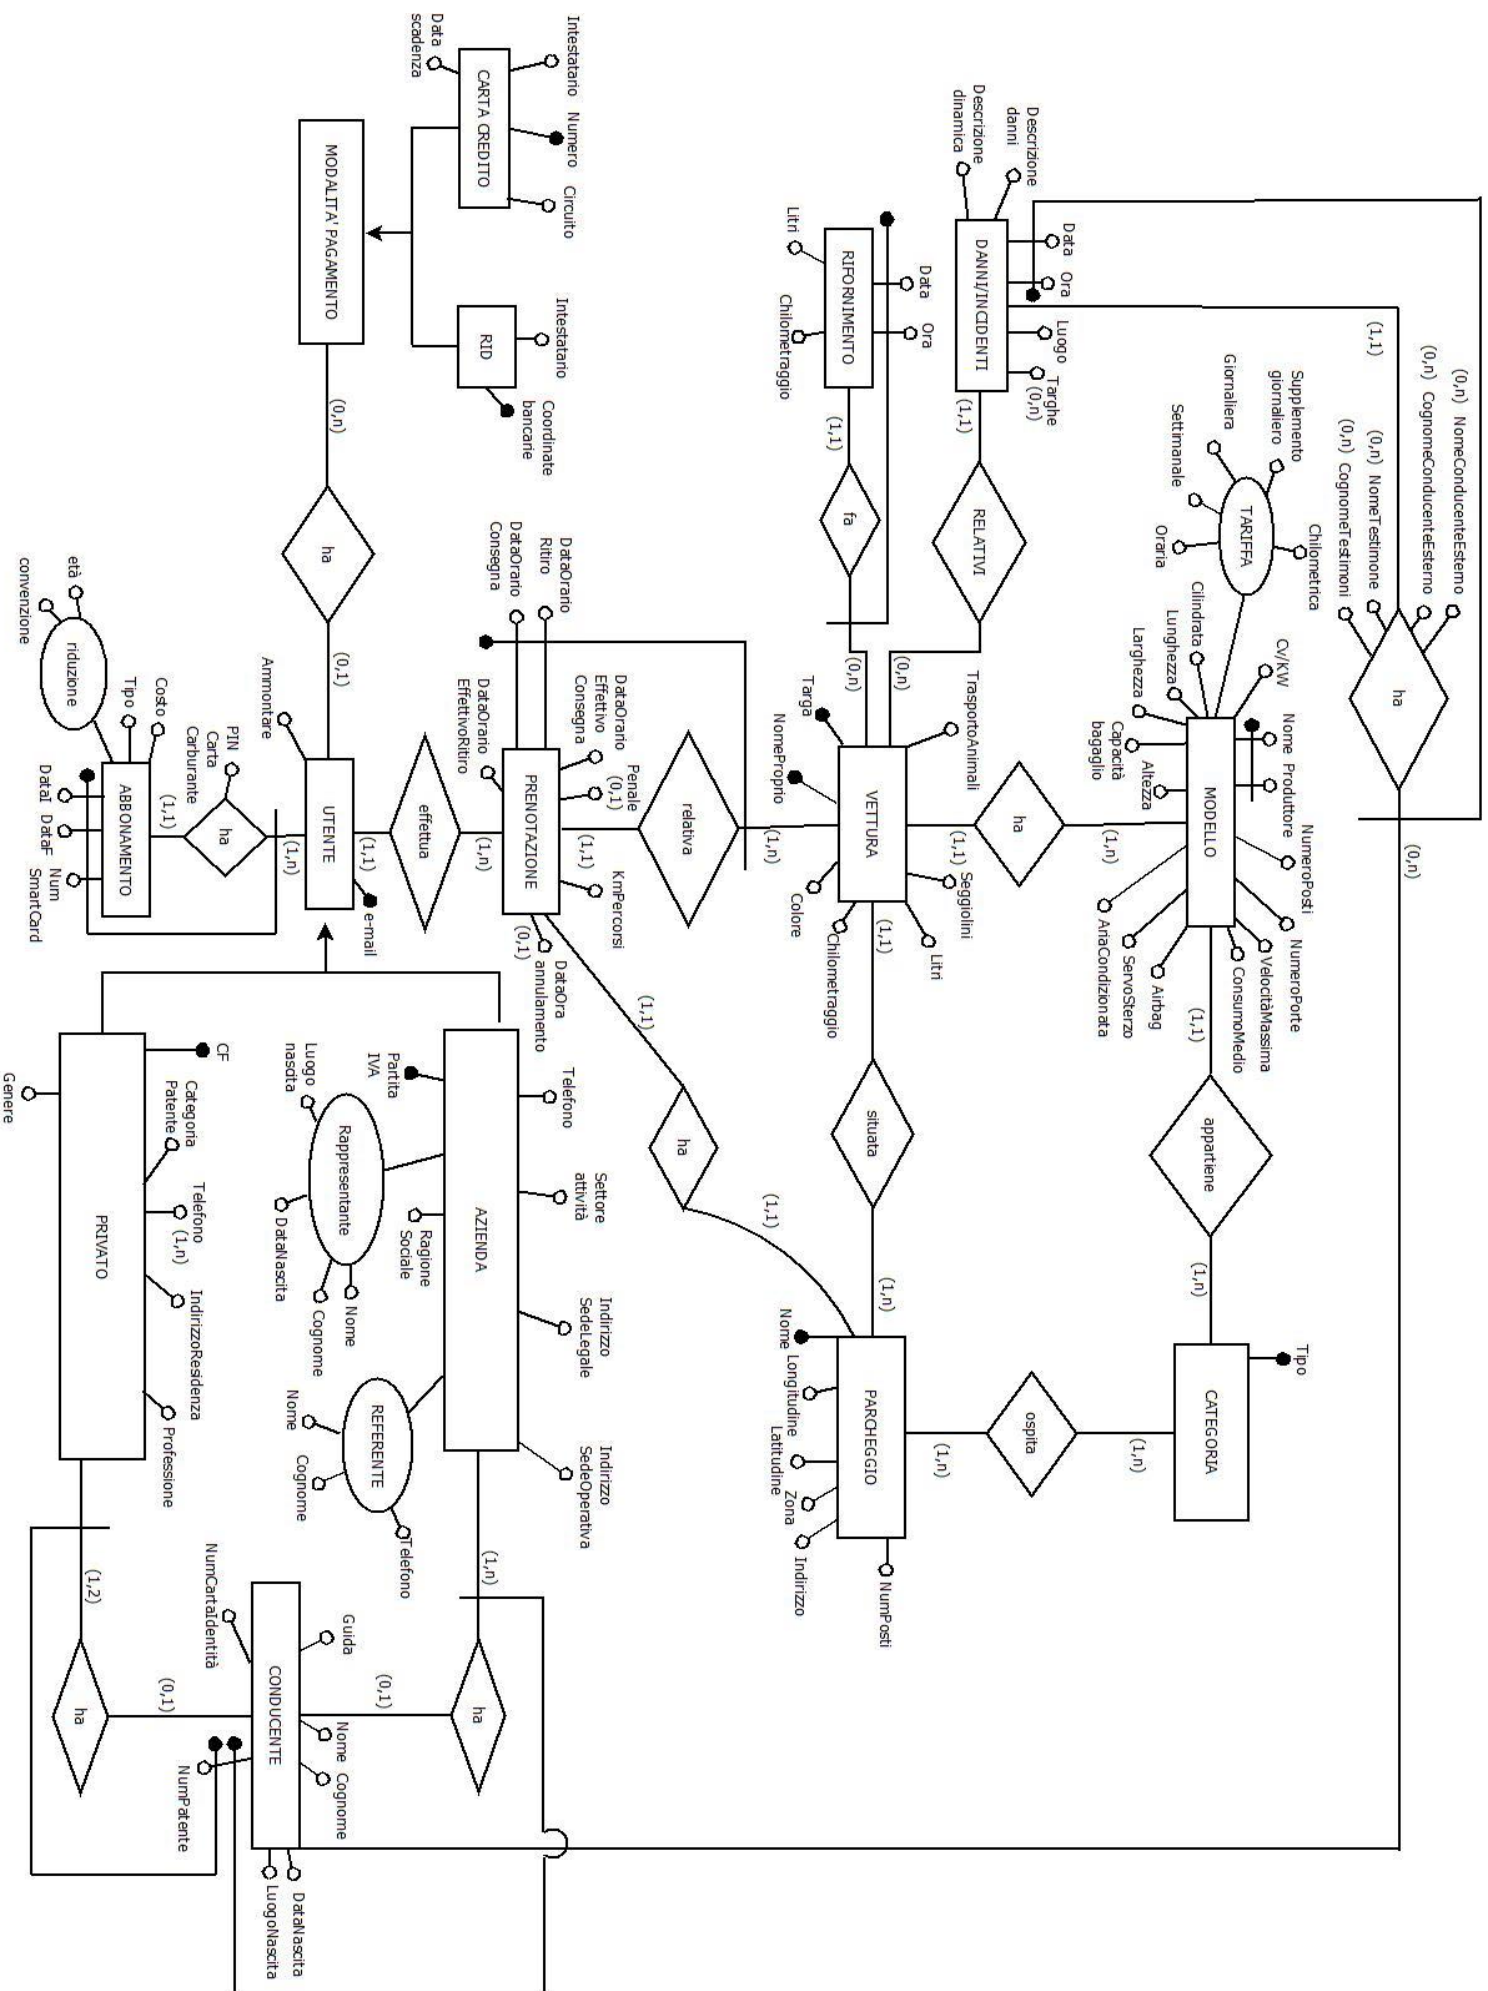 (0,n) NomeConducenteEsterno
(0,n) CognomeConducenteEsterno
(0,n) NomeTestimone
(0,n) CognomeTestimoni
(1,1)
ha
(0,n)
Supplemento
giornaliero
Giornaliera
Settimanale
Oraria
Chilometrica
TARIFFA
Cilindrata
Lunghezza
Larghezza
Cv/KW
Nome
Produttore
Capacità
bagaglio
Altezza
MODELLO
NumeroPosti
NumeroPorte
VelocitàMassima
ConsumoMedio
Airbag
ServoSterzo
AriaCondizionata
(1,1)
appartiene
(1,n)
Tipo
CATEGORIA
(1,n)
ospita
(1,n)
(1,n)
ha
(1,1)
Descrizione
danni
Descrizione
dinamica
Data
Ora
Luogo
Targhe
(0,n)
DANNI/INCIDENTI
(1,1)
RELATIVI
(0,n)
Litri
Data
Ora
Chilometraggio
RIFORNIMENTO
(1,1)
fa
(0,n)
TrasportoAnimali
Targa
NomeProprio
VETTURA
Seggiolini
Litri
Chilometraggio
Colore
(1,1)
situata
(1,n)
PARCHEGGIO
Nome
Longitudine
Latitudine
Zona
Indirizzo
NumPosti
(1,n)
relativa
(1,1)
DataOrario
Ritiro
DataOrario
Consegna
DataOrario
Effettivo
Consegna
Penale
(0,1)
DataOrario
EffettivoRitiro
PRENOTAZIONE
KmPercorsi
DataOra
annulamento
(0,1)
(1,1)
ha
(1,1)
(1,n)
effettua
(1,1)
Intestatario
Numero
Circuito
Data
scadenza
CARTA CREDITO
Intestatario
Coordinate
bancarie
RID
MODALITA' PAGAMENTO
(0,n)
ha
(0,1)
Ammontare
UTENTE
e-mail
(1,n)
ha
PIN
Carta
Carburante
(1,1)
età
convenzione
riduzione
Costo
Tipo
ABBONAMENTO
DataI
DataF
Num
SmartCard
Telefono
Settore
attività
Indirizzo
SedeLegale
Indirizzo
SedeOperativa
AZIENDA
Partita
IVA
Ragione
Sociale
Rappresentante
Luogo
nascita
DataNascita
Nome
Cognome
REFERENTE
Nome
Cognome
Telefono
(1,n)
ha
(0,1)
CF
Categoria
Patente
Telefono
(1,n)
IndirizzoResidenza
Professione
PRIVATO
Genere
(1,2)
ha
(0,1)
NumCartaIdentità
Guida
CONDUCENTE
Nome
Cognome
NumPatente
DataNascita
LuogoNascita